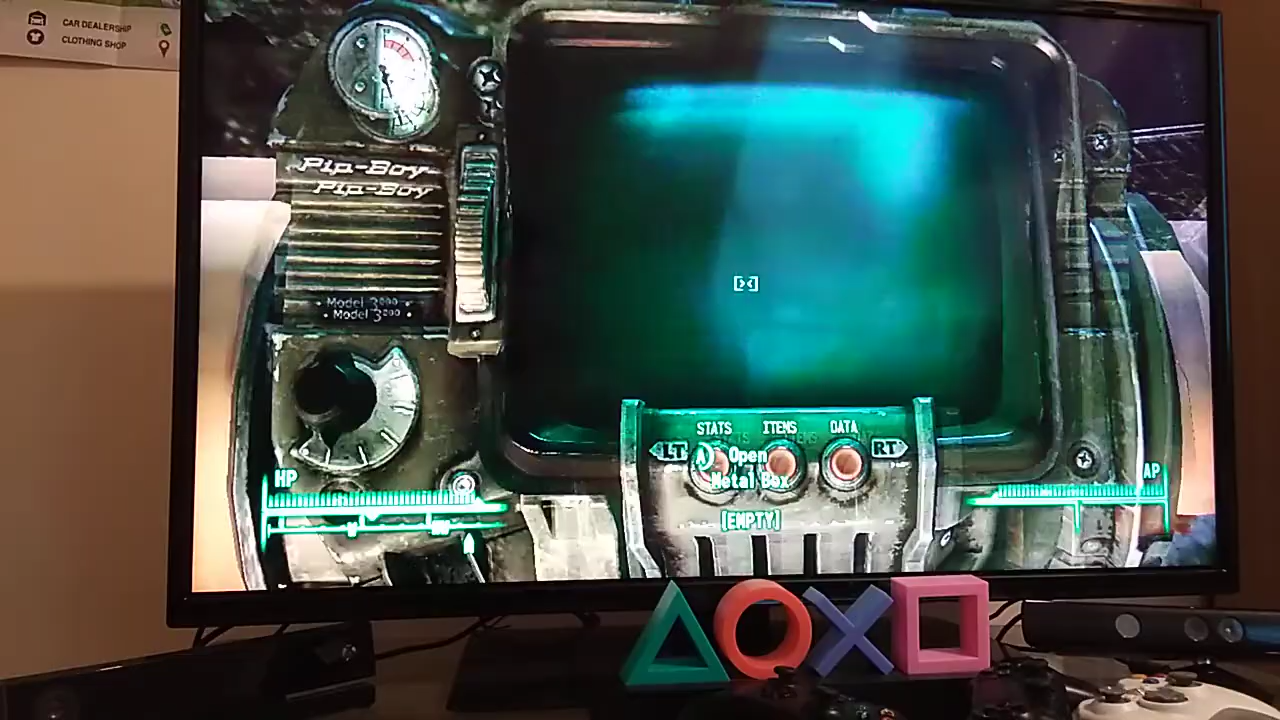 CAR DEALERSHIP
CLOTHING SHOP
Pip-Boy
Pip-Boy
Model 3000
Model 3000
STATS ITEMS DATA
LT RT
A) Open
Metal Box
[EMPTY]
HP
AP